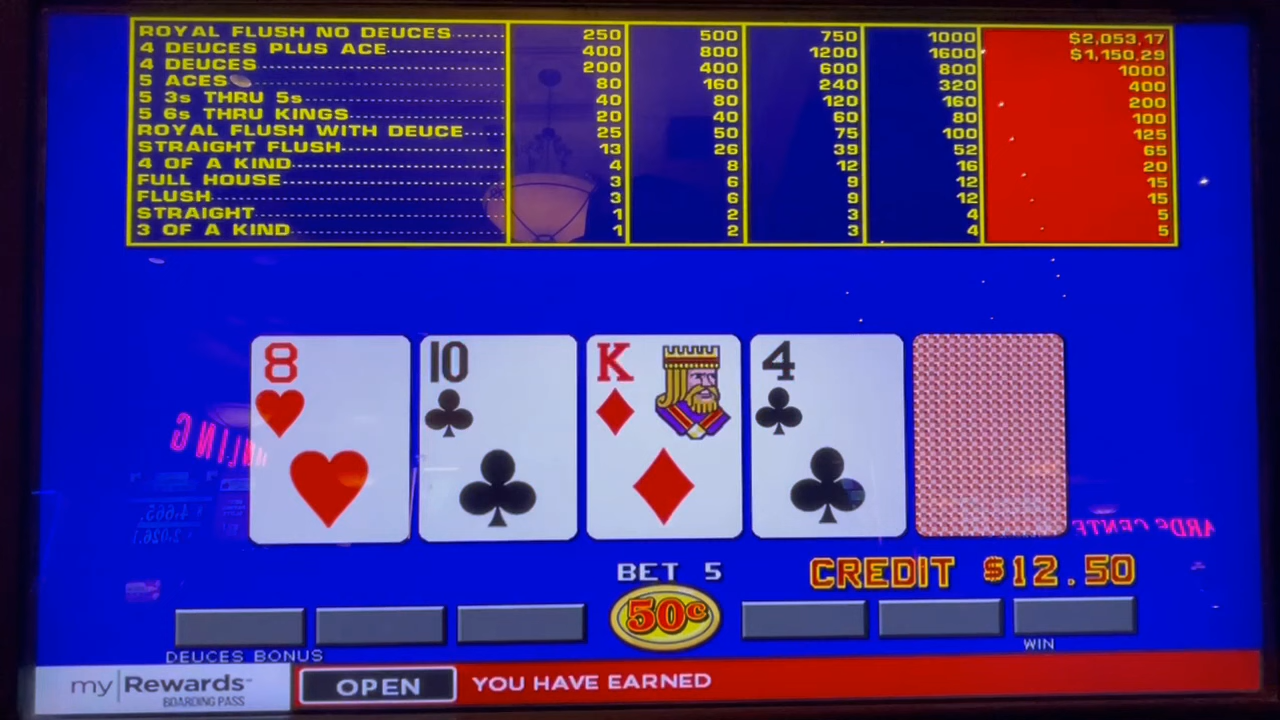 ROYAL FLUSH NO DEUCES 250 500 750 1000 $2,053.17
4 DEUCES PLUS ACE 400 800 1200 1600 $1,150.29
4 DEUCES 200 400 600 800 1000
5 ACES 80 160 240 320 400
5 3s THRU 5s 40 80 120 160 200
5 6s THRU KINGS 20 40 60 80 100
ROYAL FLUSH WITH DEUCE 25 50 75 100 125
STRAIGHT FLUSH 13 26 39 52 65
4 OF A KIND 4 8 12 16 20
FULL HOUSE 3 6 9 12 15
FLUSH 3 6 9 12 15
STRAIGHT 1 2 3 4 5
3 OF A KIND 1 2 3 4 5
8 10 K 4
BET 5 CREDIT $12.50
50¢
DEUCES BONUS WIN
my|Rewards OPEN YOU HAVE EARNED
BOARDING PASS